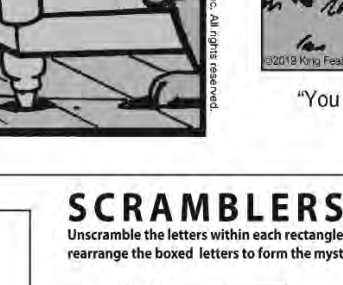 c. All rights reserved.
©2019 King Fea
"You
SCRAMBLERS
Unscramble the letters within each rectangle
rearrange the boxed letters to form the myst